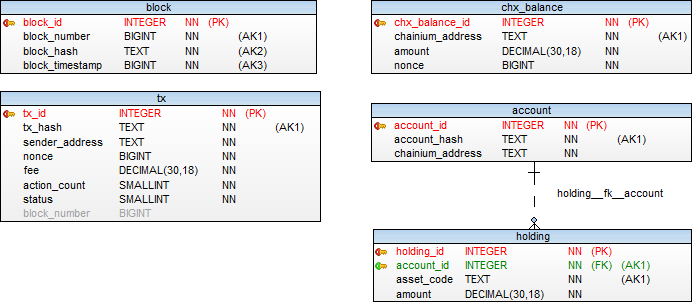 block
block_id INTEGER NN (PK)
block_number BIGINT NN (AK1)
block_hash TEXT NN (AK2)
block_timestamp BIGINT NN (AK3)
tx
tx_id INTEGER NN (PK)
tx_hash TEXT NN (AK1)
sender_address TEXT NN
nonce BIGINT NN
fee DECIMAL(30,18) NN
action_count SMALLINT NN
status SMALLINT NN
block_number BIGINT
chx_balance
chx_balance_id INTEGER NN (PK)
chainium_address TEXT NN (AK1)
amount DECIMAL(30,18) NN
nonce BIGINT NN
account
account_id INTEGER NN (PK)
account_hash TEXT NN (AK1)
chainium_address TEXT NN
holding__fk__account
holding
holding_id INTEGER NN (PK)
account_id INTEGER NN (FK) (AK1)
asset_code TEXT NN (AK1)
amount DECIMAL(30,18) NN